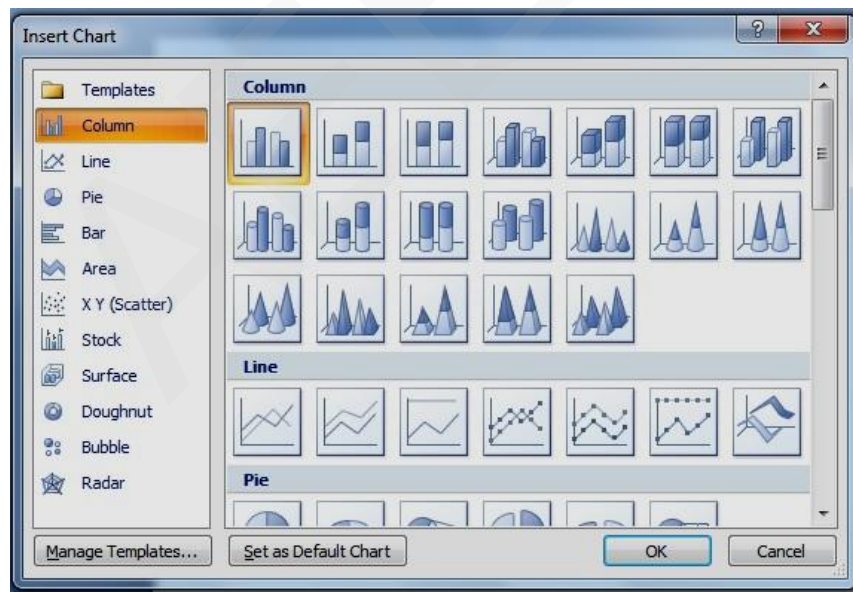 Insert Chart
?
X
Templates
Column
Line
Pie
Bar
Area
X Y (Scatter)
Stock
Surface
Doughnut
Bubble
Radar
Column
Line
Pie
Manage Templates...
Set as Default Chart
OK
Cancel